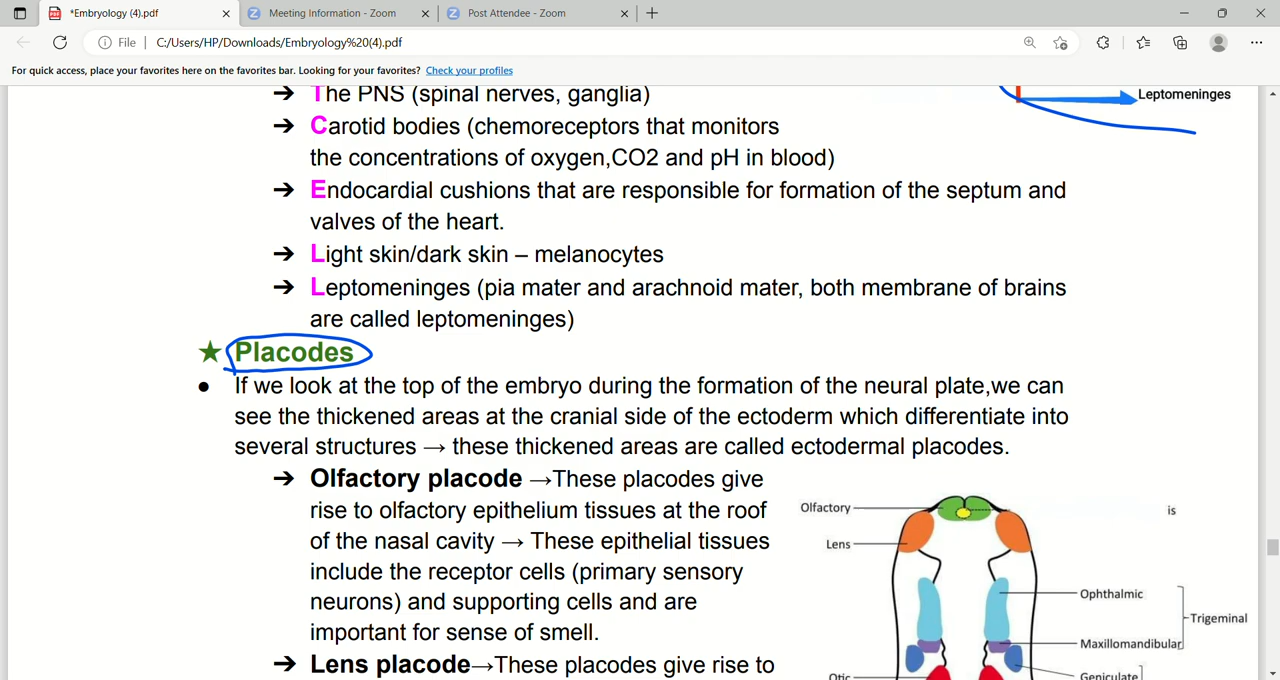 *Embryology (4).pdf
Meeting Information - Zoom
Post Attendee - Zoom
File
C:/Users/HP/Downloads/Embryology%20(4).pdf
For quick access, place your favorites here on the favorites bar. Looking for your favorites? Check your profiles
➔ The PNS (spinal nerves, ganglia)
Leptomeninges
➔ Carotid bodies (chemoreceptors that monitors
the concentrations of oxygen,CO2 and pH in blood)
➔ Endocardial cushions that are responsible for formation of the septum and
valves of the heart.
➔ Light skin/dark skin – melanocytes
➔ Leptomeninges (pia mater and arachnoid mater, both membrane of brains
are called leptomeninges)
★ Placodes
● If we look at the top of the embryo during the formation of the neural plate,we can
see the thickened areas at the cranial side of the ectoderm which differentiate into
several structures → these thickened areas are called ectodermal placodes.
➔ Olfactory placode →These placodes give
rise to olfactory epithelium tissues at the roof
of the nasal cavity → These epithelial tissues
include the receptor cells (primary sensory
neurons) and supporting cells and are
important for sense of smell.
➔ Lens placode→These placodes give rise to
Olfactory
is
Lens
Ophthalmic
Trigeminal
Maxillomandibular
Otic
Geniculate